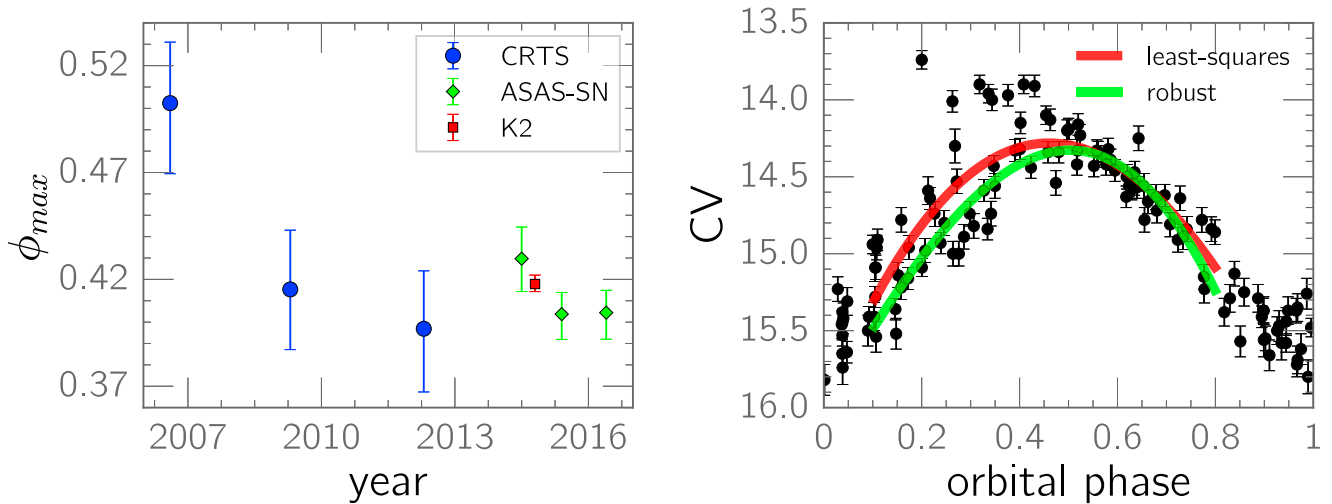 0.52
0.47
0.42
0.37
ϕmax
2007
2010
2013
2016
year
CRTS
ASAS-SN
K2
13.5
14.0
14.5
15.0
15.5
16.0
CV
0
0.2
0.4
0.6
0.8
1
orbital phase
least-squares
robust